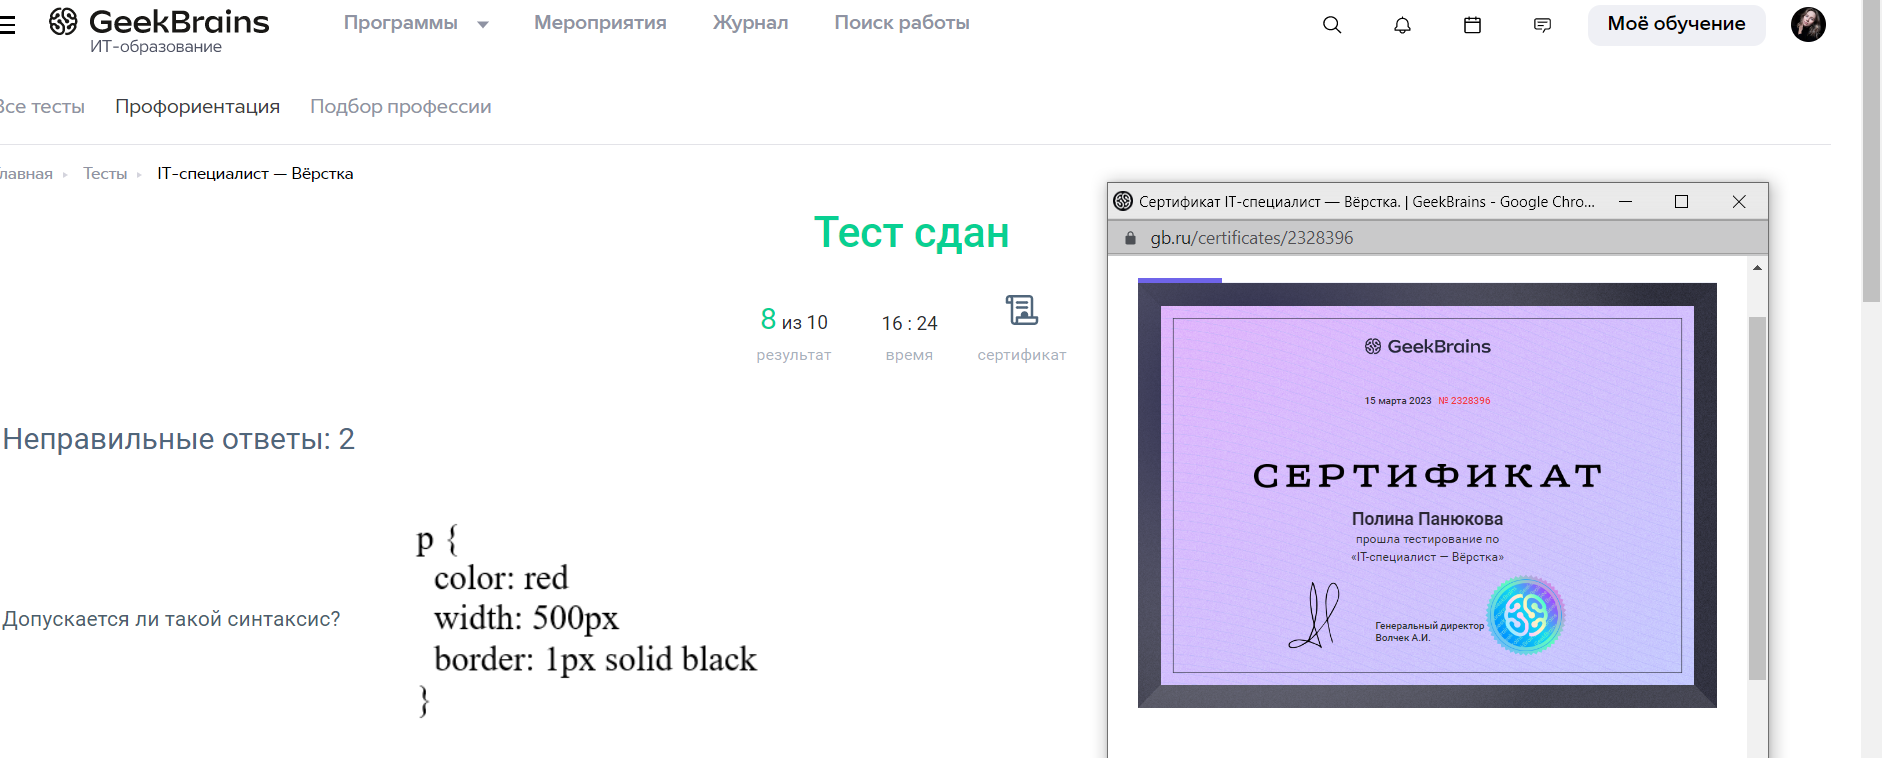 GeekBrains
ИТ-образование
Программы
Мероприятия
Журнал
Поиск работы
Моё обучение
Все тесты
Профориентация
Подбор профессии
лавная
Тесты
IT-специалист — Вёрстка
Тест сдан
8 из 10
результат
16 : 24
время
сертификат
Неправильные ответы: 2
Допускается ли такой синтаксис?
p {
color: red
width: 500px
border: 1px solid black
}
Сертификат IT-специалист — Вёрстка. | GeekBrains - Google Chro...
gb.ru/certificates/2328396
GeekBrains
15 марта 2023 № 2328396
СЕРТИФИКАТ
Полина Панюкова
прошла тестирование по
«IT-специалист — Вёрстка»
Генеральный директор
Волчек А.И.